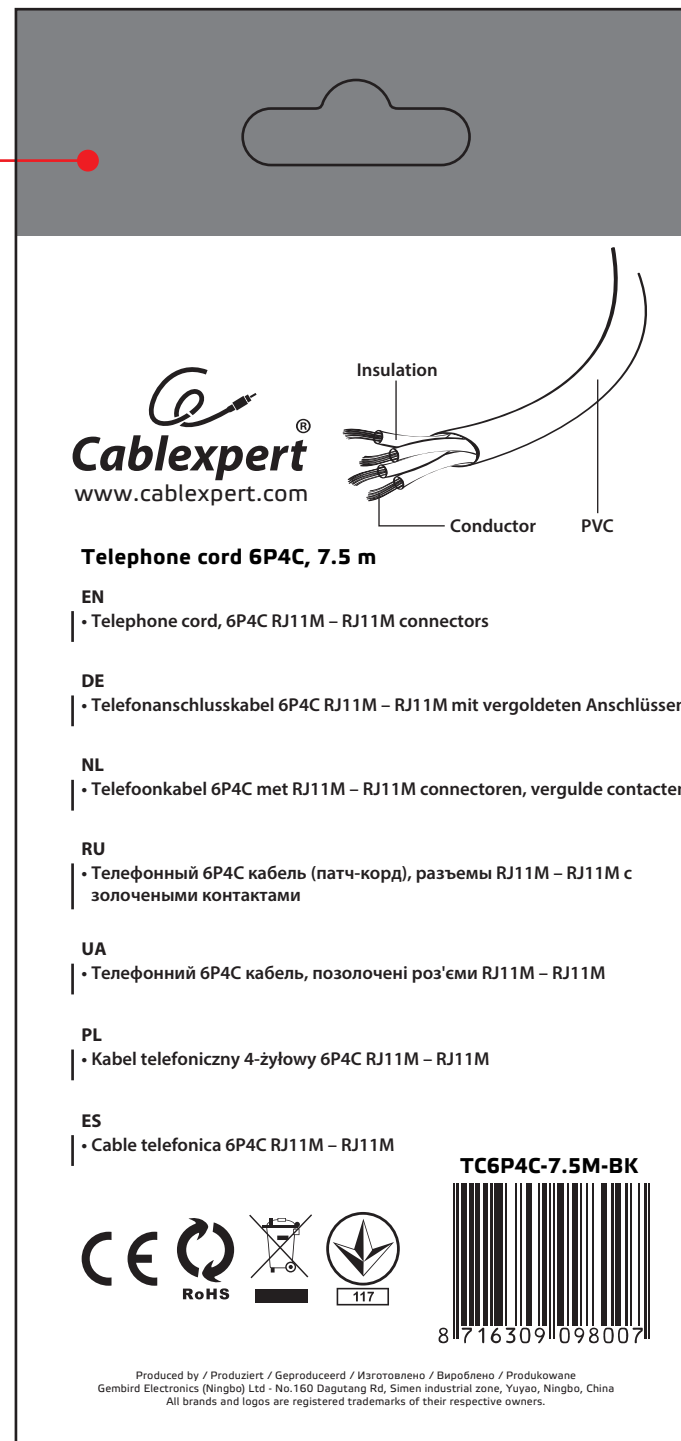 Insulation
Cablexpert®
www.cablexpert.com
Conductor
PVC
Telephone cord 6P4C, 7.5 m
EN
• Telephone cord, 6P4C RJ11M – RJ11M connectors
DE
• Telefonanschlusskabel 6P4C RJ11M – RJ11M mit vergoldeten Anschlüssen
NL
• Telefoonkabel 6P4C met RJ11M – RJ11M connectoren, vergulde contacten
RU
• Телефонный 6P4C кабель (патч-корд), разъемы RJ11M – RJ11M с
золочеными контактами
UA
• Телефонний 6P4C кабель, позолочені роз'єми RJ11M – RJ11M
PL
• Kabel telefoniczny 4-żyłowy 6P4C RJ11M – RJ11M
ES
• Cable telefonica 6P4C RJ11M – RJ11M
TC6P4C-7.5M-BK
CE
RoHS
117
8 716309 098007
Produced by / Produziert / Geproduceerd / Изготовлено / Вироблено / Produkowane
Gembird Electronics (Ningbo) Ltd - No.160 Dagutang Rd, Simen industrial zone, Yuyao, Ningbo, China
All brands and logos are registered trademarks of their respective owners.